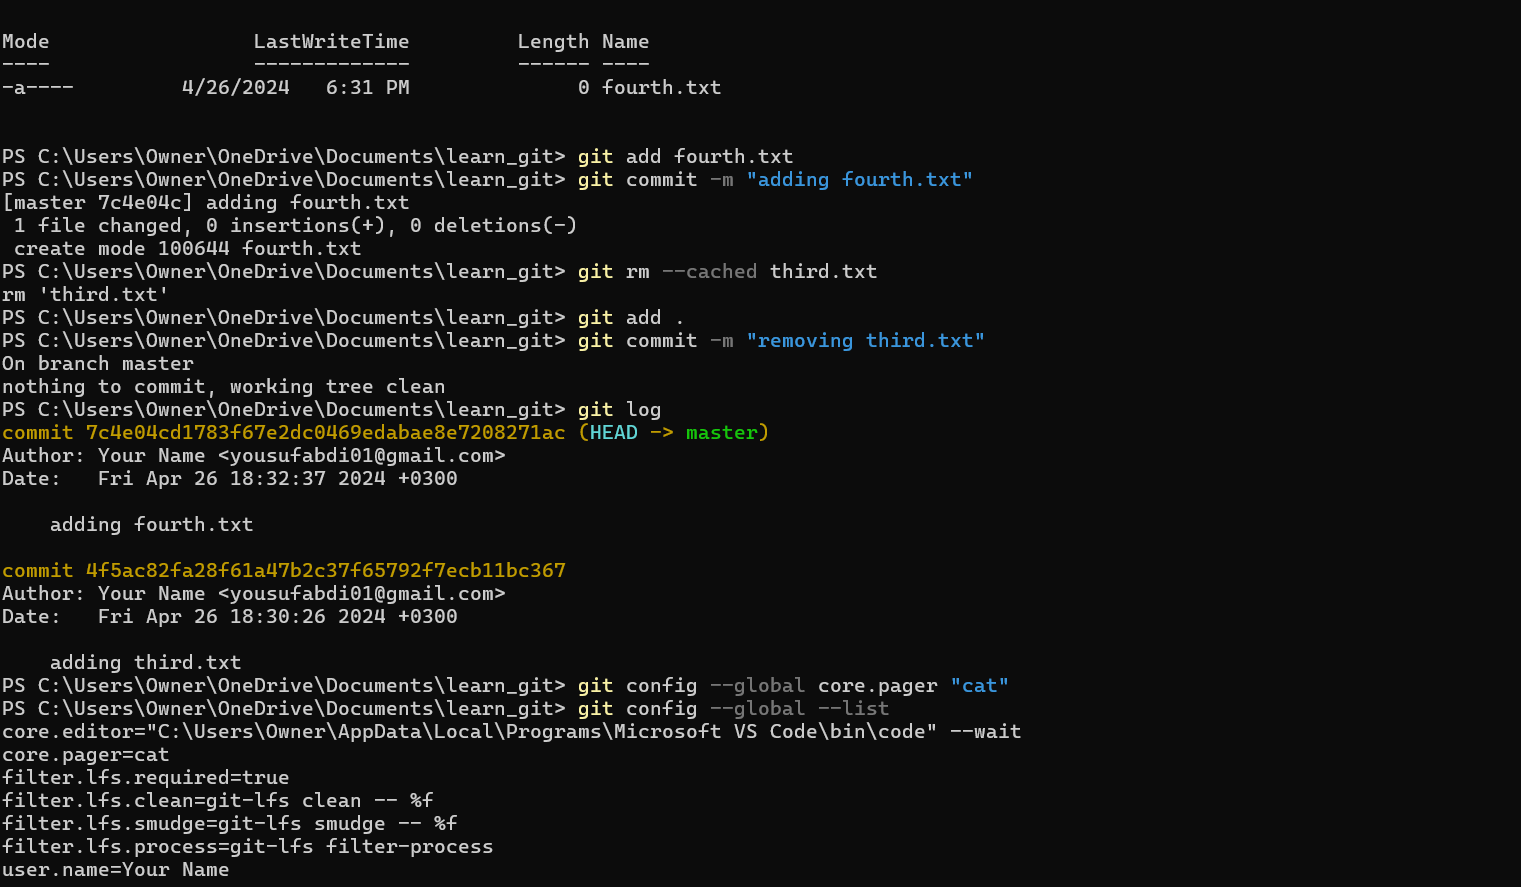 Mode                 LastWriteTime         Length Name
----                 -------------         ------ ----
-a----         4/26/2024   6:31 PM              0 fourth.txt
PS C:\Users\Owner\OneDrive\Documents\learn_git> git add fourth.txt
PS C:\Users\Owner\OneDrive\Documents\learn_git> git commit -m "adding fourth.txt"
[master 7c4e04c] adding fourth.txt
 1 file changed, 0 insertions(+), 0 deletions(-)
 create mode 100644 fourth.txt
PS C:\Users\Owner\OneDrive\Documents\learn_git> git rm --cached third.txt
rm 'third.txt'
PS C:\Users\Owner\OneDrive\Documents\learn_git> git add .
PS C:\Users\Owner\OneDrive\Documents\learn_git> git commit -m "removing third.txt"
On branch master
nothing to commit, working tree clean
PS C:\Users\Owner\OneDrive\Documents\learn_git> git log
commit 7c4e04cd1783f67e2dc0469edabae8e7208271ac (HEAD -> master)
Author: Your Name <yousufabdi01@gmail.com>
Date:   Fri Apr 26 18:32:37 2024 +0300
    adding fourth.txt
commit 4f5ac82fa28f61a47b2c37f65792f7ecb11bc367
Author: Your Name <yousufabdi01@gmail.com>
Date:   Fri Apr 26 18:30:26 2024 +0300
    adding third.txt
PS C:\Users\Owner\OneDrive\Documents\learn_git> git config --global core.pager "cat"
PS C:\Users\Owner\OneDrive\Documents\learn_git> git config --global --list
core.editor="C:\Users\Owner\AppData\Local\Programs\Microsoft VS Code\bin\code" --wait
core.pager=cat
filter.lfs.required=true
filter.lfs.clean=git-lfs clean -- %f
filter.lfs.smudge=git-lfs smudge -- %f
filter.lfs.process=git-lfs filter-process
user.name=Your Name